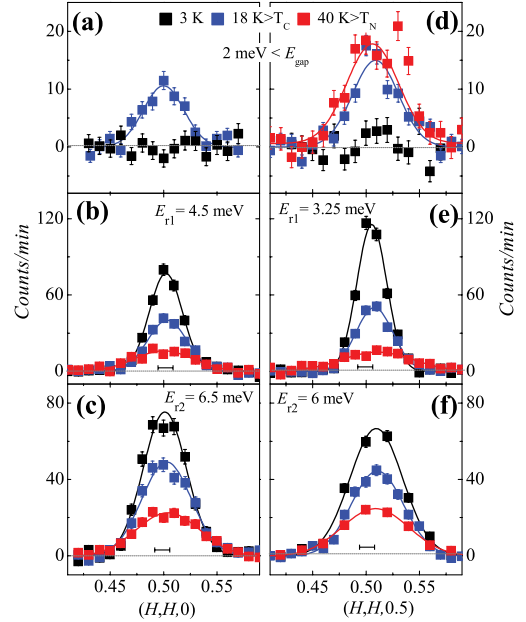 3 K 18 K>T_C 40 K>T_N
(a)
(d)
2 meV < E_gap
20
10
0
20
10
0
(b)
E_r1 = 4.5 meV
(e)
E_r1 = 3.25 meV
120
60
0
120
60
0
Counts/min
Counts/min
(c)
E_r2 = 6.5 meV
(f)
E_r2 = 6 meV
80
40
0
80
40
0
0.45 0.50 0.55
0.45 0.50 0.55
(H,H,0)
(H,H,0.5)